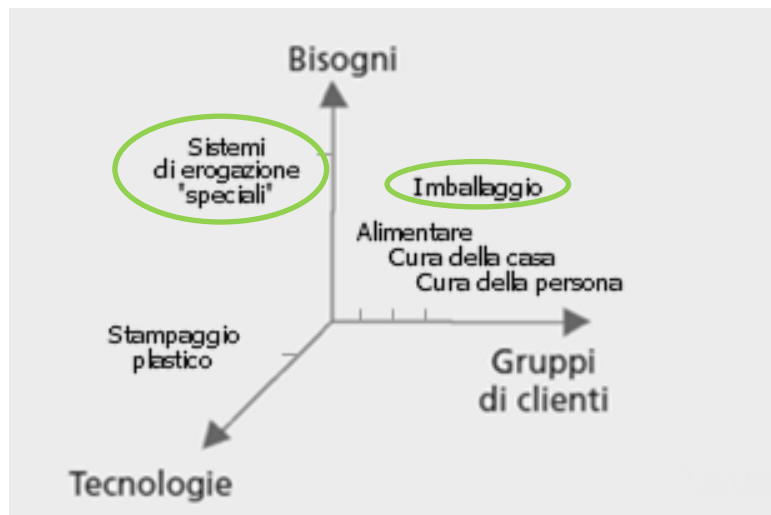 Bisogni
Sistemi
di erogazione
"speciali"
Imballaggio
Alimentare
Cura della casa
Cura della persona
Stampaggio
plastico
Gruppi
di clienti
Tecnologie